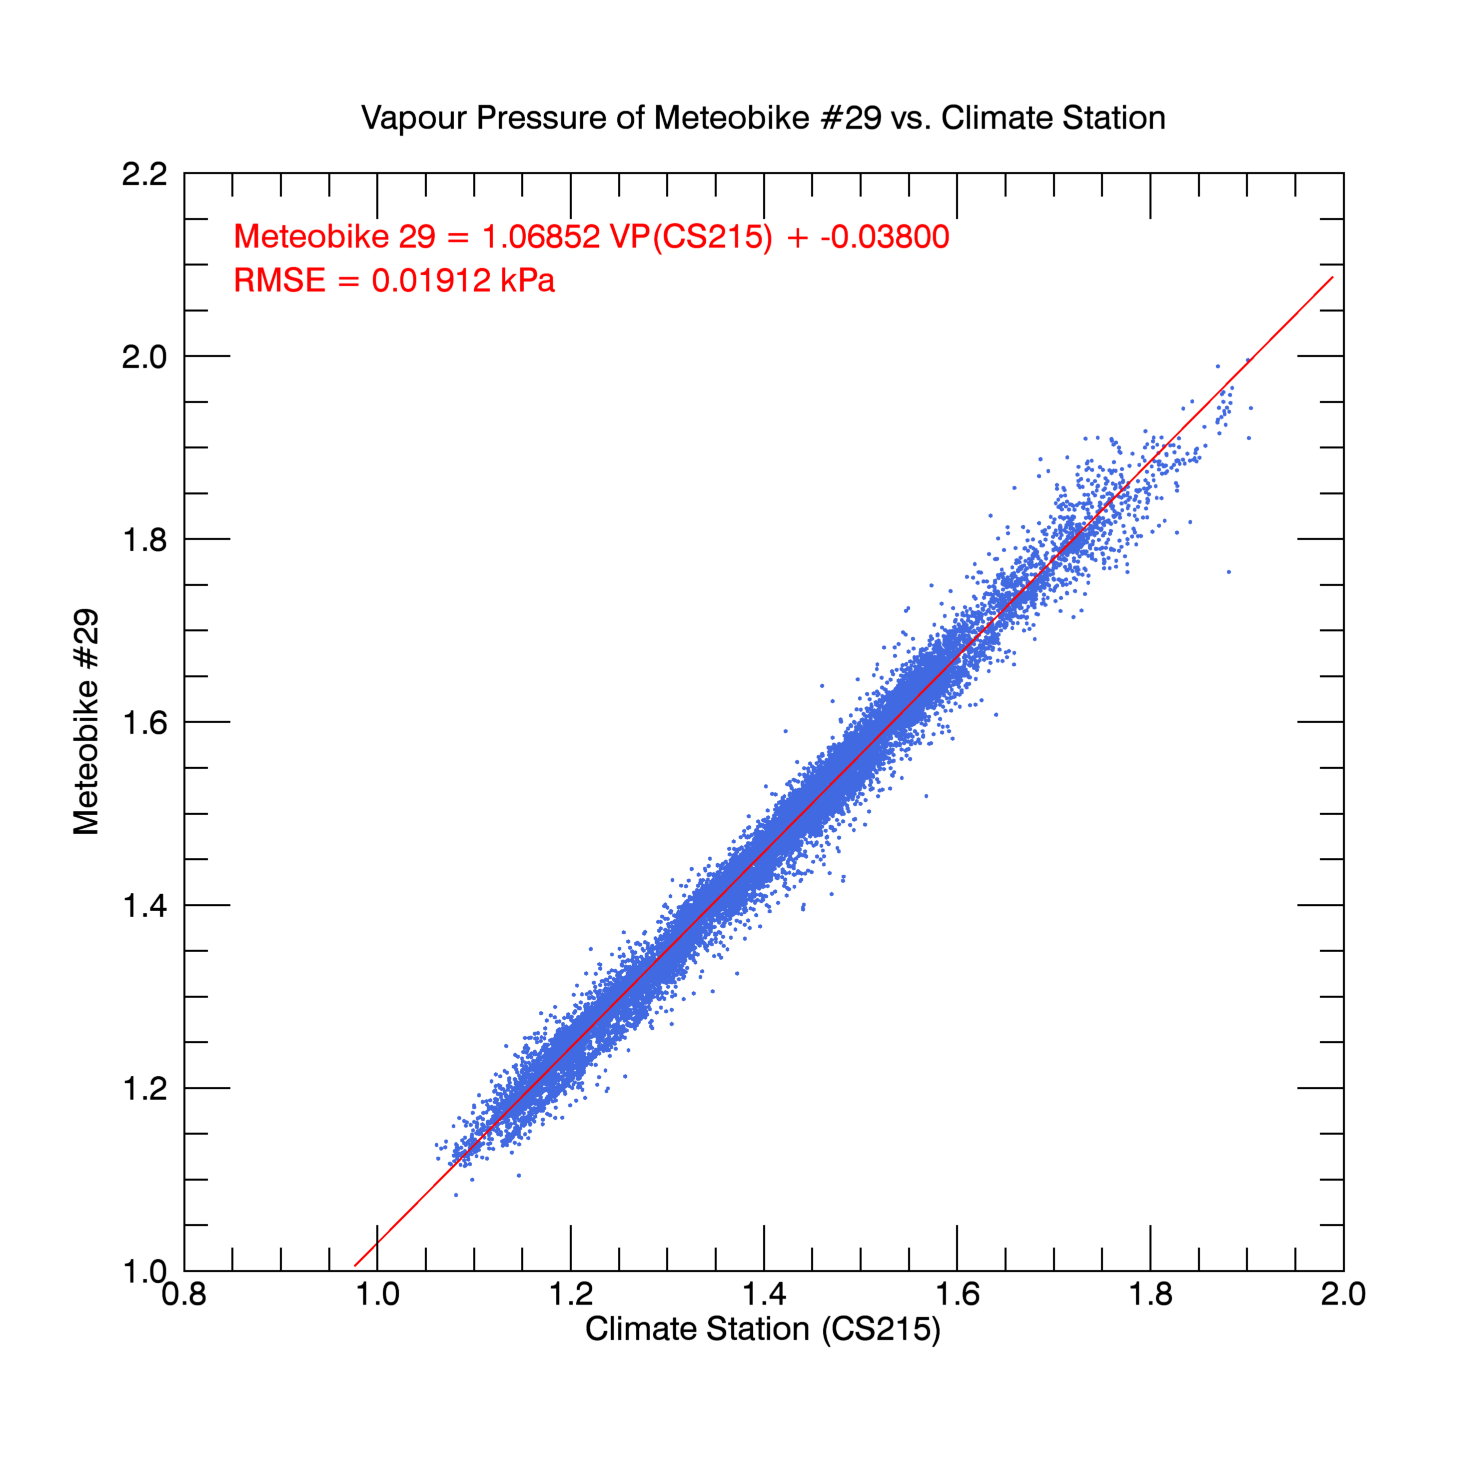 Vapour Pressure of Meteobike #29 vs. Climate Station
2.2
Meteobike 29 = 1.06852 VP(CS215) + -0.03800
RMSE = 0.01912 kPa
2.0
1.8
1.6
1.4
1.2
1.0
Meteobike #29
0.8 1.0 1.2 1.4 1.6 1.8 2.0
Climate Station (CS215)